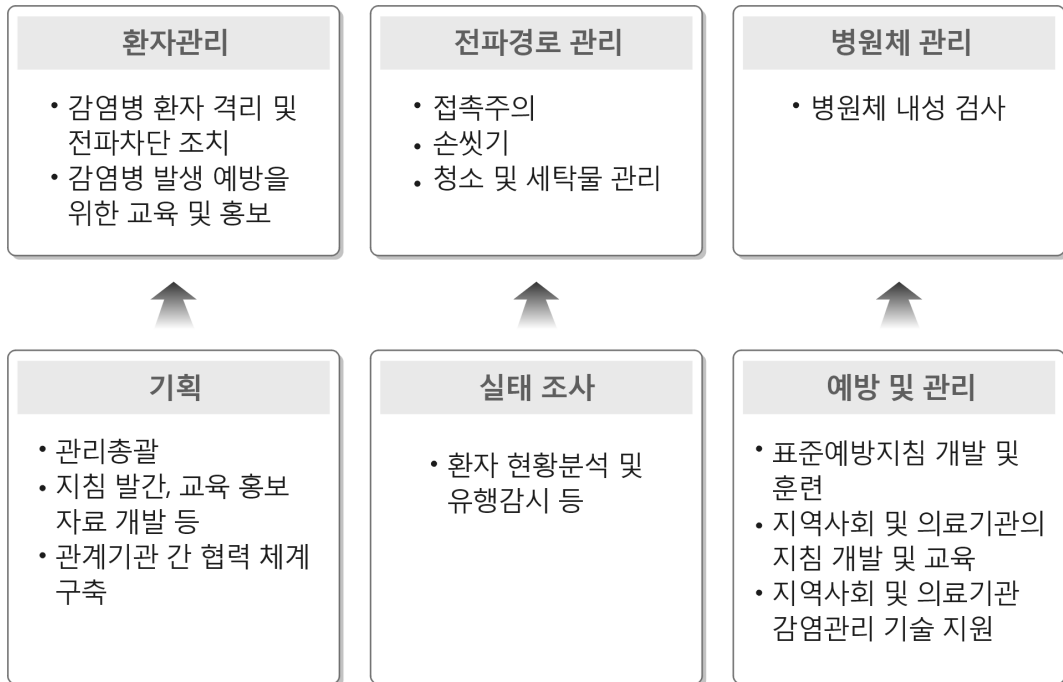 환자관리
• 감염병 환자 격리 및
전파차단 조치
• 감염병 발생 예방을
위한 교육 및 홍보
전파경로 관리
• 접촉주의
• 손씻기
• 청소 및 세탁물 관리
병원체 관리
• 병원체 내성 검사
기획
• 관리총괄
• 지침 발간, 교육 홍보
자료 개발 등
• 관계기관 간 협력 체계
구축
실태 조사
• 환자 현황분석 및
유행감시 등
예방 및 관리
• 표준예방지침 개발 및
훈련
• 지역사회 및 의료기관의
지침 개발 및 교육
• 지역사회 및 의료기관
감염관리 기술 지원